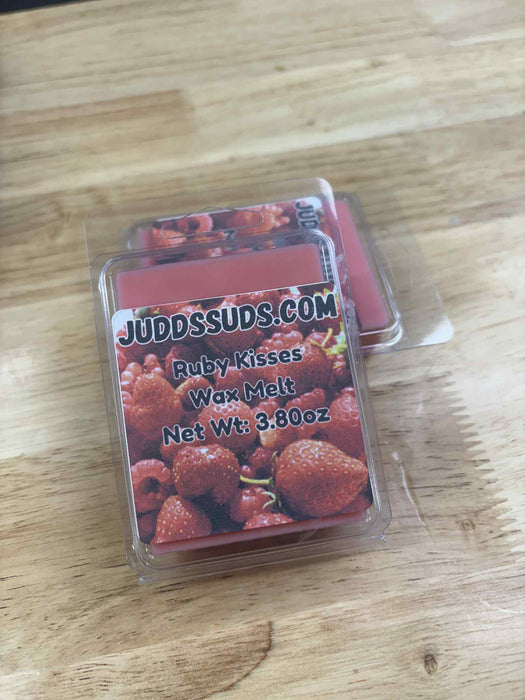 JUDDSSUDS.COM
Ruby Kisses
Wax Melt
Net Wt: 3.80oz